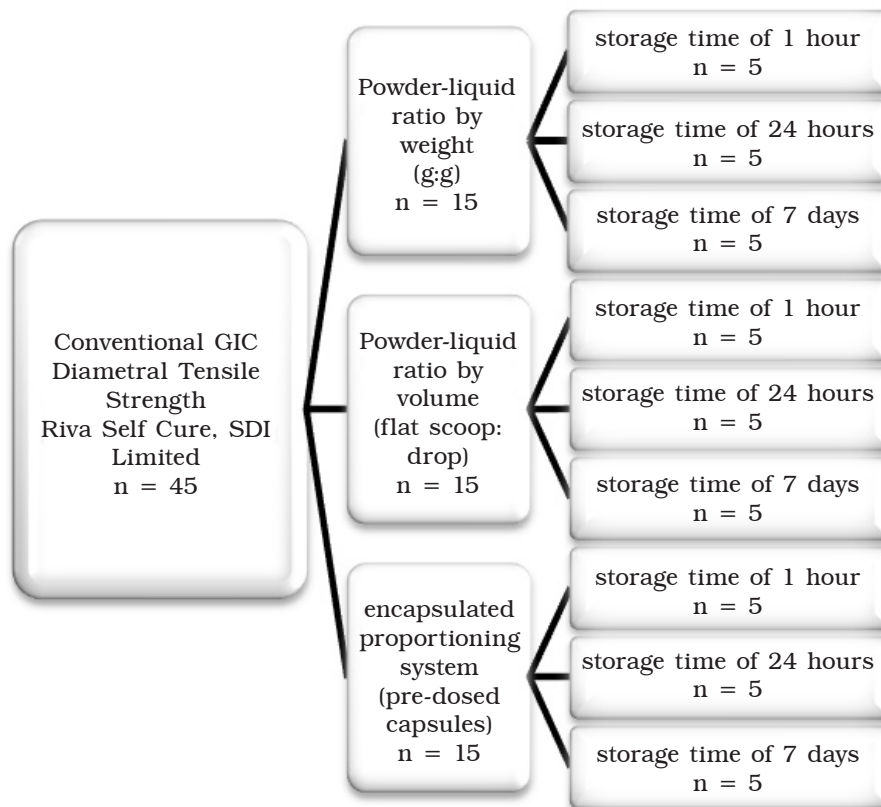 Conventional GIC
Diametral Tensile
Strength
Riva Self Cure, SDI
Limited
n = 45
Powder-liquid
ratio by
weight
(g:g)
n = 15
storage time of 1 hour
n = 5
storage time of 24 hours
n = 5
storage time of 7 days
n = 5
Powder-liquid
ratio by
volume
(flat scoop:
drop)
n = 15
storage time of 1 hour
n = 5
storage time of 24 hours
n = 5
storage time of 7 days
n = 5
encapsulated
proportioning
system
(pre-dosed
capsules)
n = 15
storage time of 1 hour
n = 5
storage time of 24 hours
n = 5
storage time of 7 days
n = 5